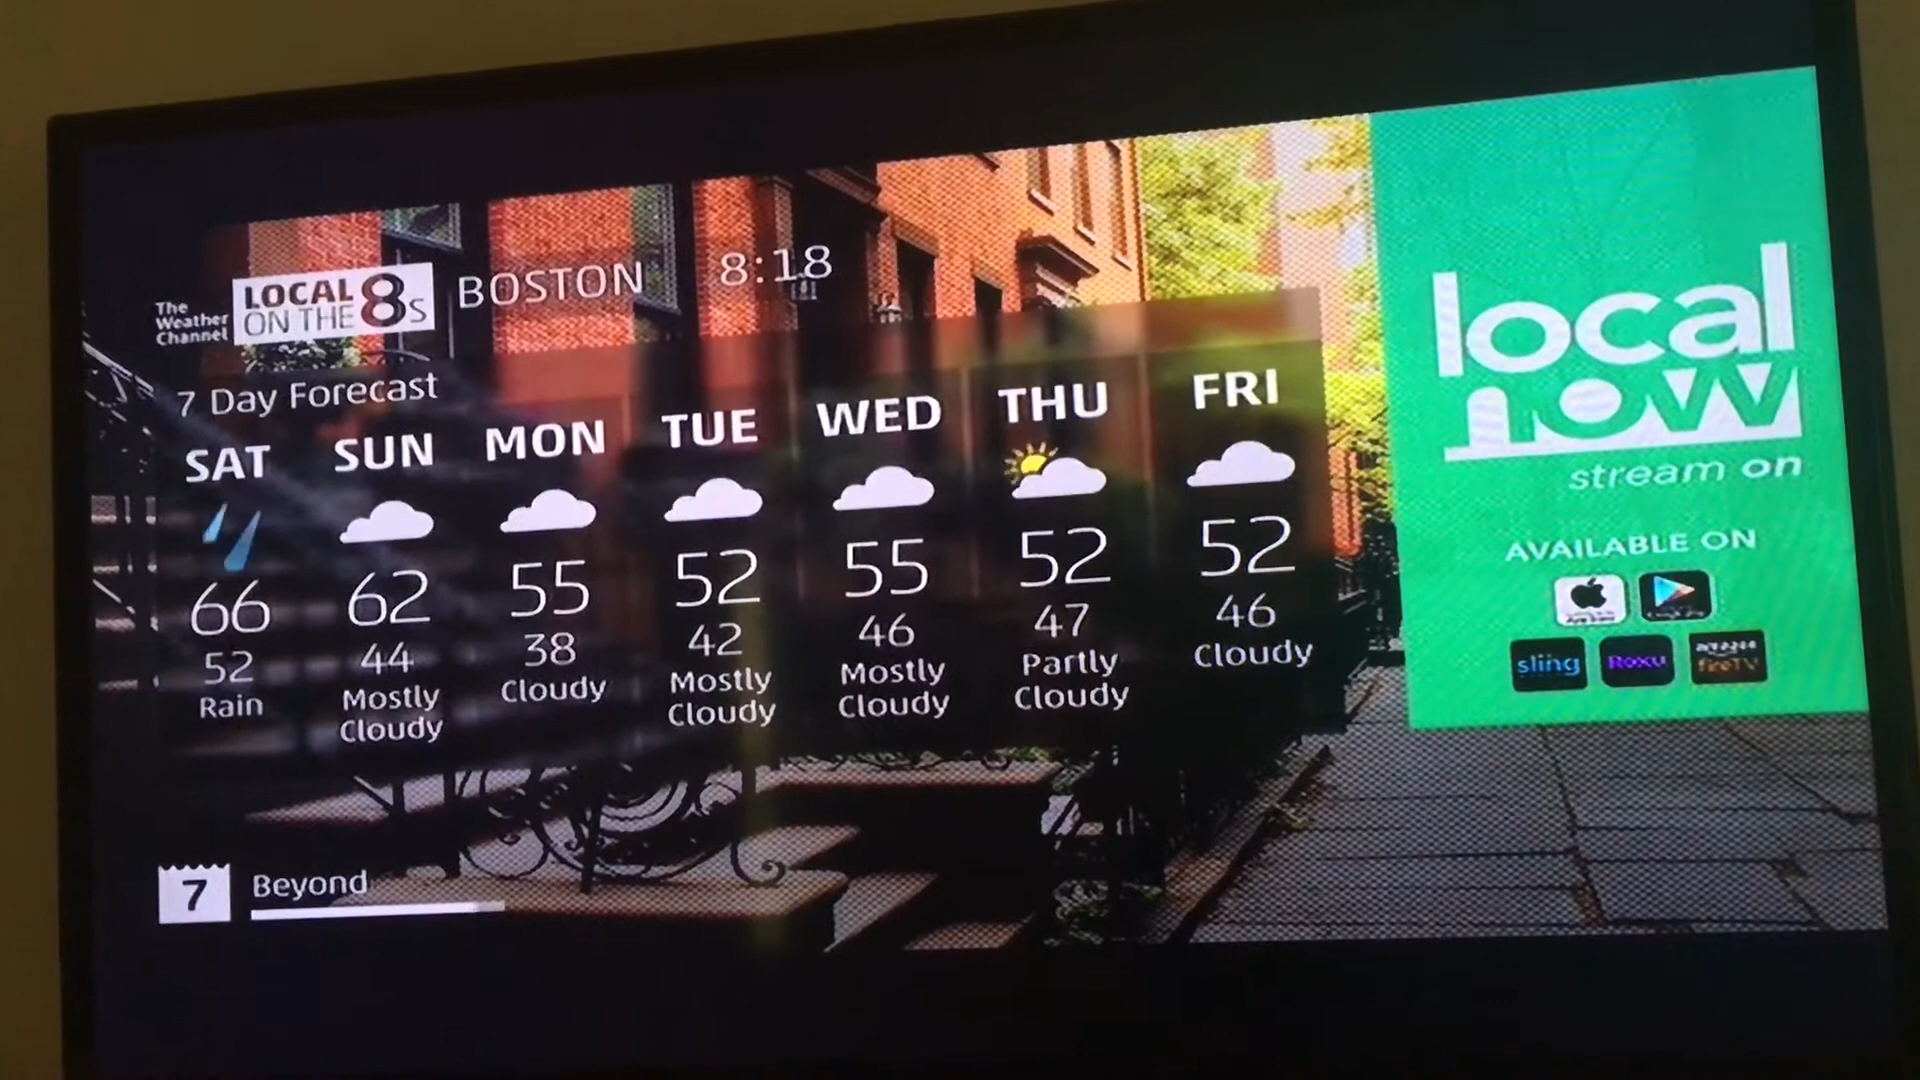 The
Weather
Channel
LOCAL
ON THE
8s
BOSTON
8:18
7 Day Forecast
SAT
66
52
Rain
SUN
62
44
Mostly
Cloudy
MON
55
38
Cloudy
TUE
52
42
Mostly
Cloudy
WED
55
46
Mostly
Cloudy
THU
52
47
Partly
Cloudy
FRI
52
46
Cloudy
7
Beyond
local
now
stream on
AVAILABLE ON
sling
ROKU
amazon
fireTV